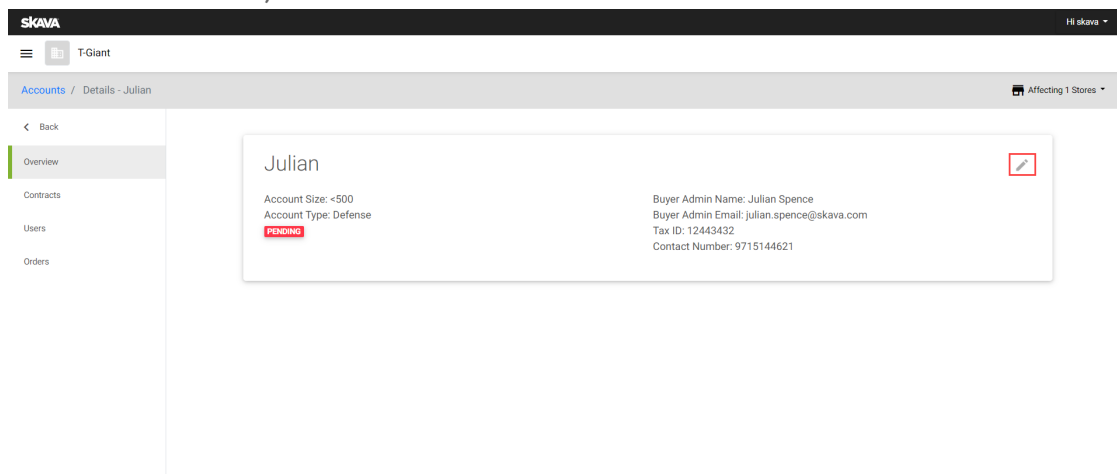 SKAVA
Hi skava
T-Giant
Accounts / Details - Julian
Affecting 1 Stores
Back
Overview
Contracts
Users
Orders
Julian
Account Size: <500
Account Type: Defense
PENDING
Buyer Admin Name: Julian Spence
Buyer Admin Email: julian.spence@skava.com
Tax ID: 12443432
Contact Number: 9715144621